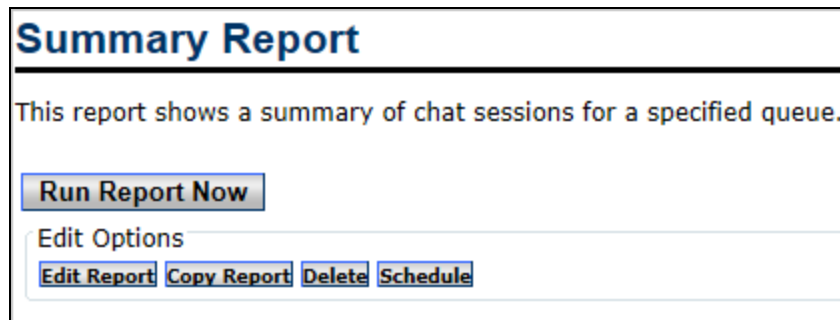 Summary Report
This report shows a summary of chat sessions for a specified queue.
Run Report Now
Edit Options
Edit Report Copy Report Delete Schedule